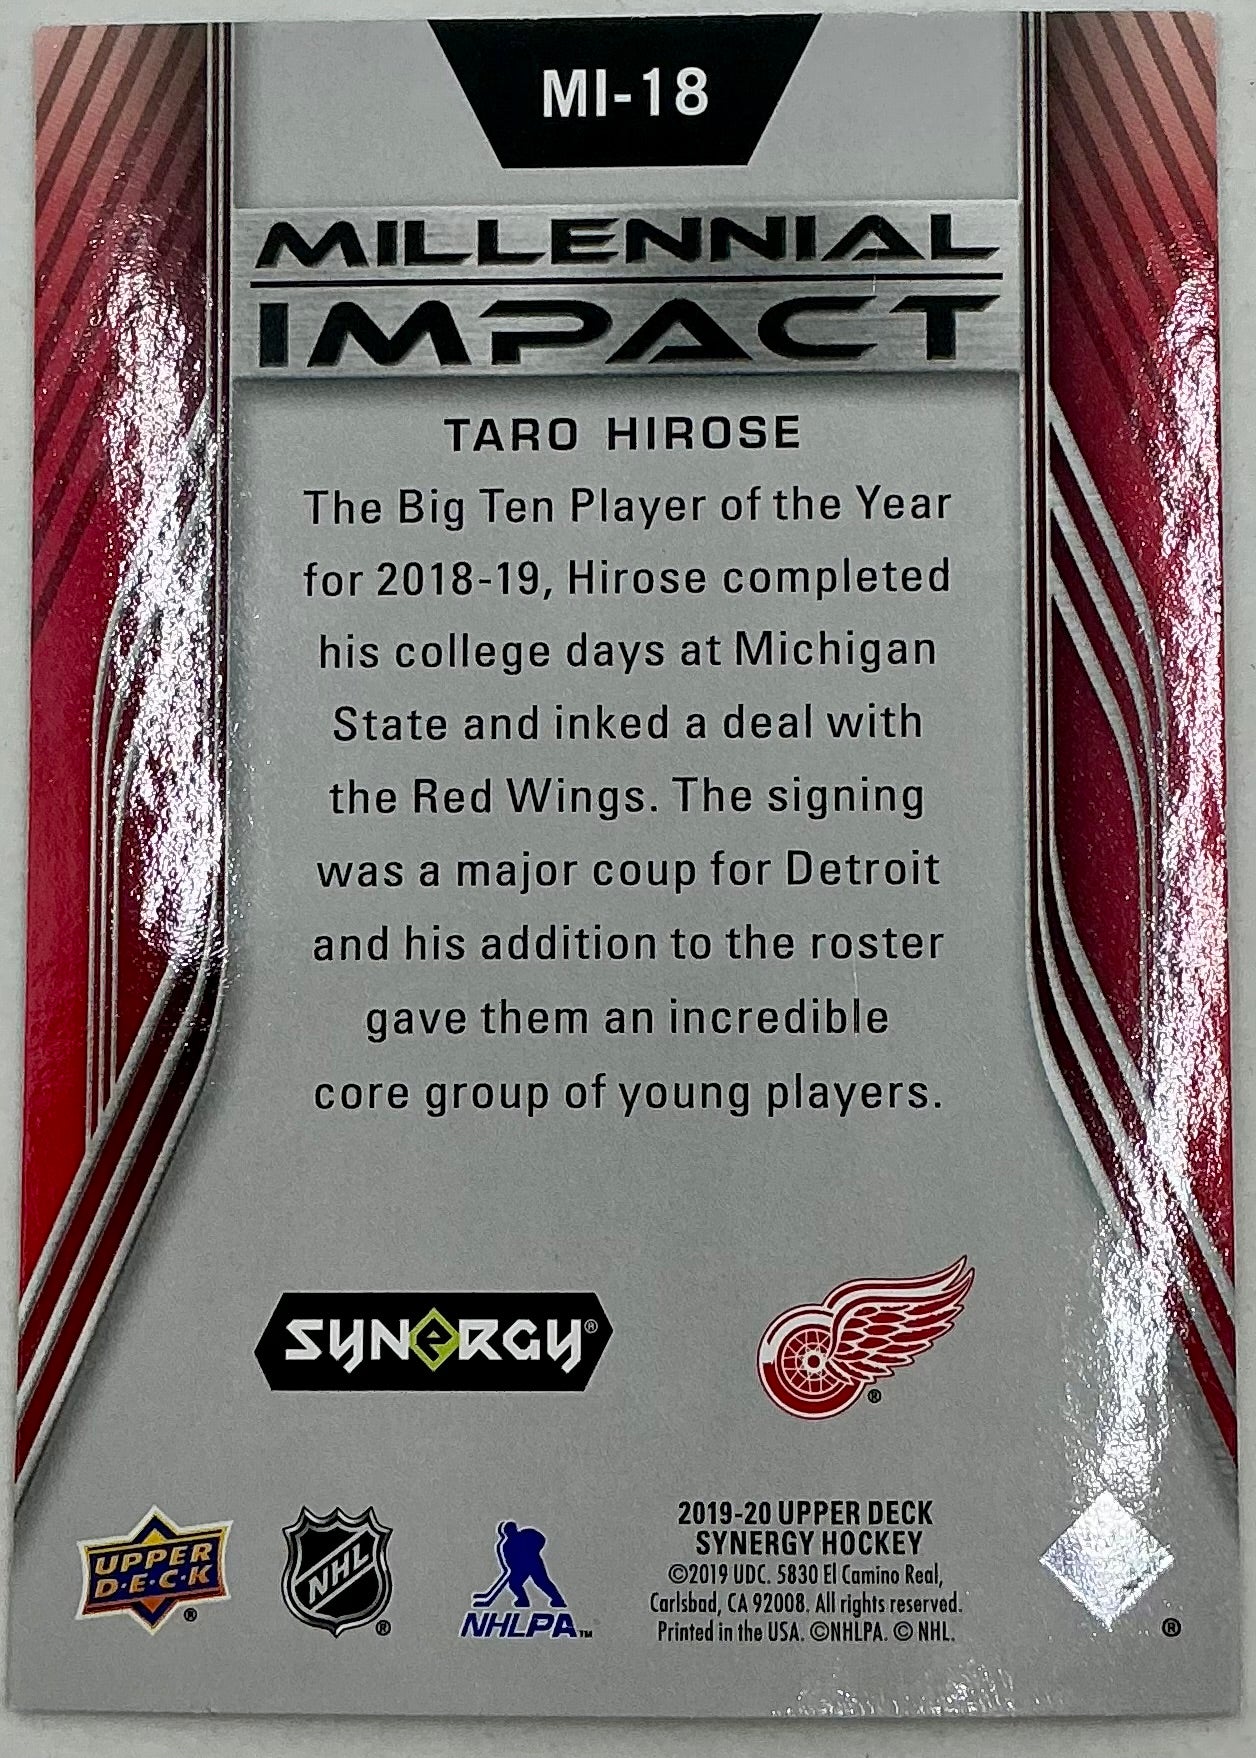 MI-18
MILLENNIAL
IMPACT
TARO HIROSE
The Big Ten Player of the Year
for 2018-19, Hirose completed
his college days at Michigan
State and inked a deal with
the Red Wings. The signing
was a major coup for Detroit
and his addition to the roster
gave them an incredible
core group of young players.
SYNERGY®
®
UPPER
D·E·C·K
®
NHL
®
NHLPA™
2019-20 UPPER DECK
SYNERGY HOCKEY
©2019 UDC. 5830 El Camino Real,
Carlsbad, CA 92008. All rights reserved.
Printed in the USA. ©NHLPA. © NHL.
®